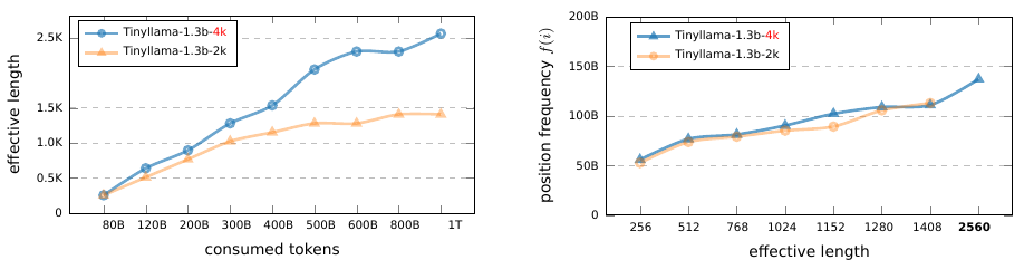 Tinyllama-1.3b-4k
Tinyllama-1.3b-2k
effective length
2.5K
1.5K
1.0K
0.5K
0
80B 120B 200B 300B 400B 500B 600B 800B 1T
consumed tokens
Tinyllama-1.3b-4k
Tinyllama-1.3b-2k
position frequency f(i)
200B
150B
100B
50B
0
256 512 768 1024 1152 1280 1408 2560
effective length